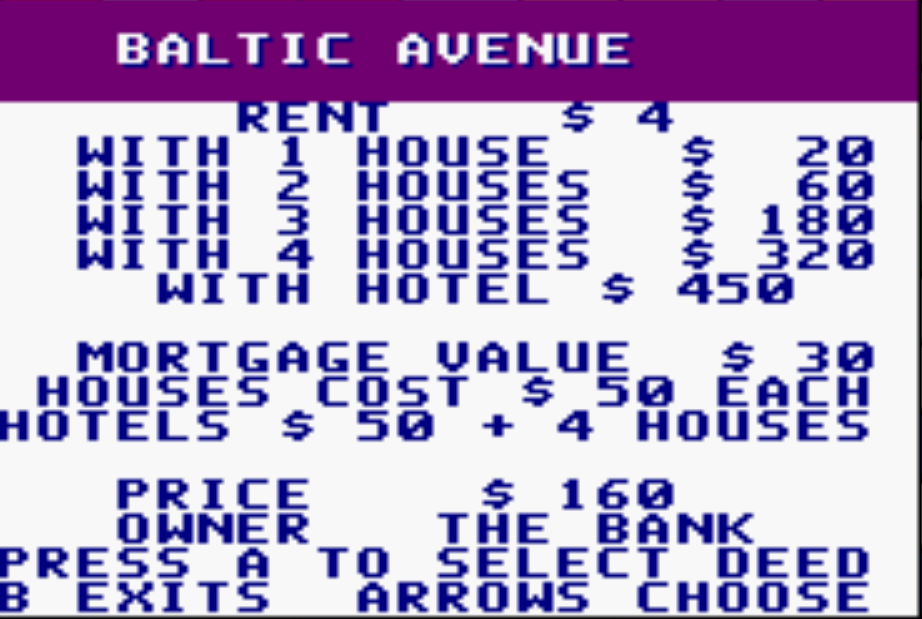 BALTIC AVENUE
RENT $ 4
WITH 1 HOUSE $ 20
WITH 2 HOUSES $ 60
WITH 3 HOUSES $ 180
WITH 4 HOUSES $ 320
WITH HOTEL $ 450
MORTGAGE VALUE $ 30
HOUSES COST $ 50 EACH
HOTELS $ 50 + 4 HOUSES
PRICE $ 160
OWNER THE BANK
PRESS A TO SELECT DEED
B EXITS ARROWS CHOOSE